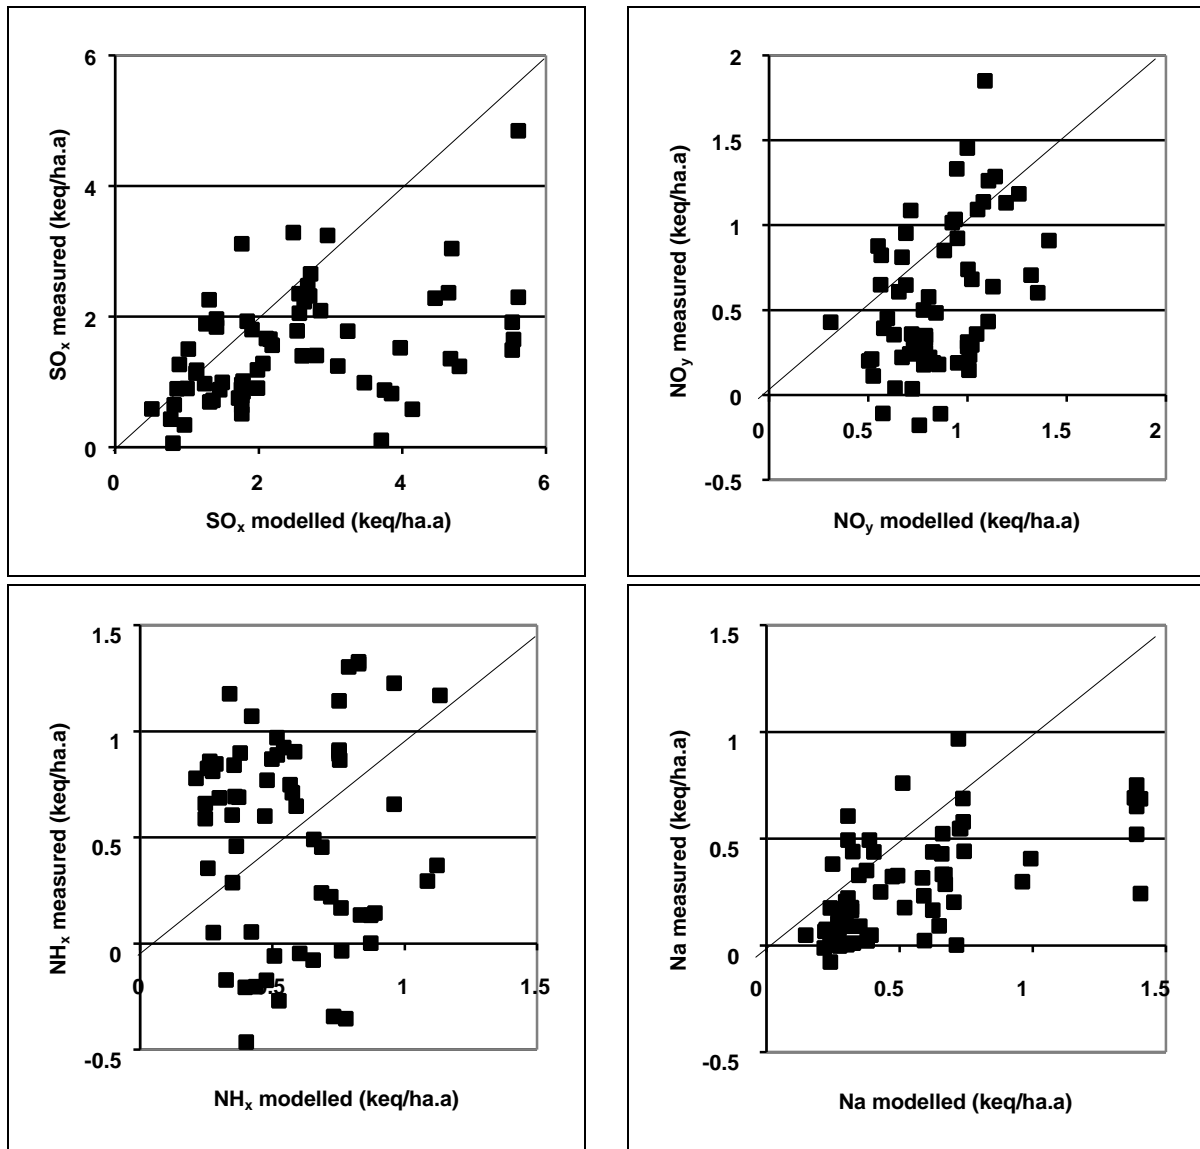 6
4
2
0
0 2 4 6
SOx measured (keq/ha.a)
SOx modelled (keq/ha.a)
2
1.5
1
0.5
0
-0.5
0 0.5 1 1.5 2
NOy measured (keq/ha.a)
NOy modelled (keq/ha.a)
1.5
1
0.5
0
-0.5
0 0.5 1 1.5
NHx measured (keq/ha.a)
NHx modelled (keq/ha.a)
1.5
1
0.5
0
-0.5
0 0.5 1 1.5
Na measured (keq/ha.a)
Na modelled (keq/ha.a)